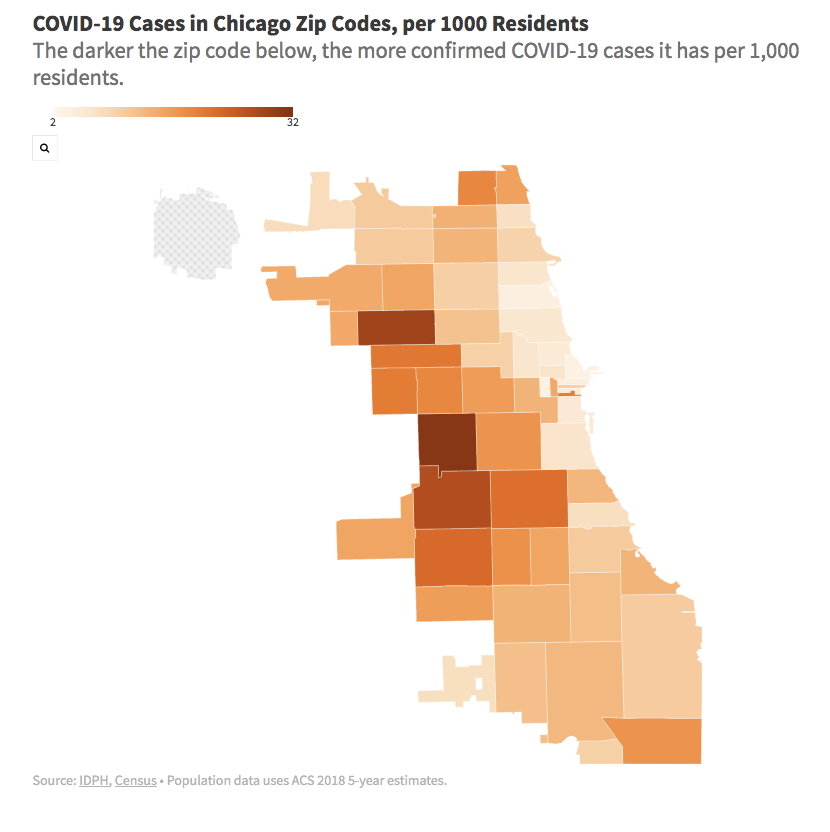 COVID-19 Cases in Chicago Zip Codes, per 1000 Residents
The darker the zip code below, the more confirmed COVID-19 cases it has per 1,000
residents.
2 32
Source: IDPH, Census • Population data uses ACS 2018 5-year estimates.